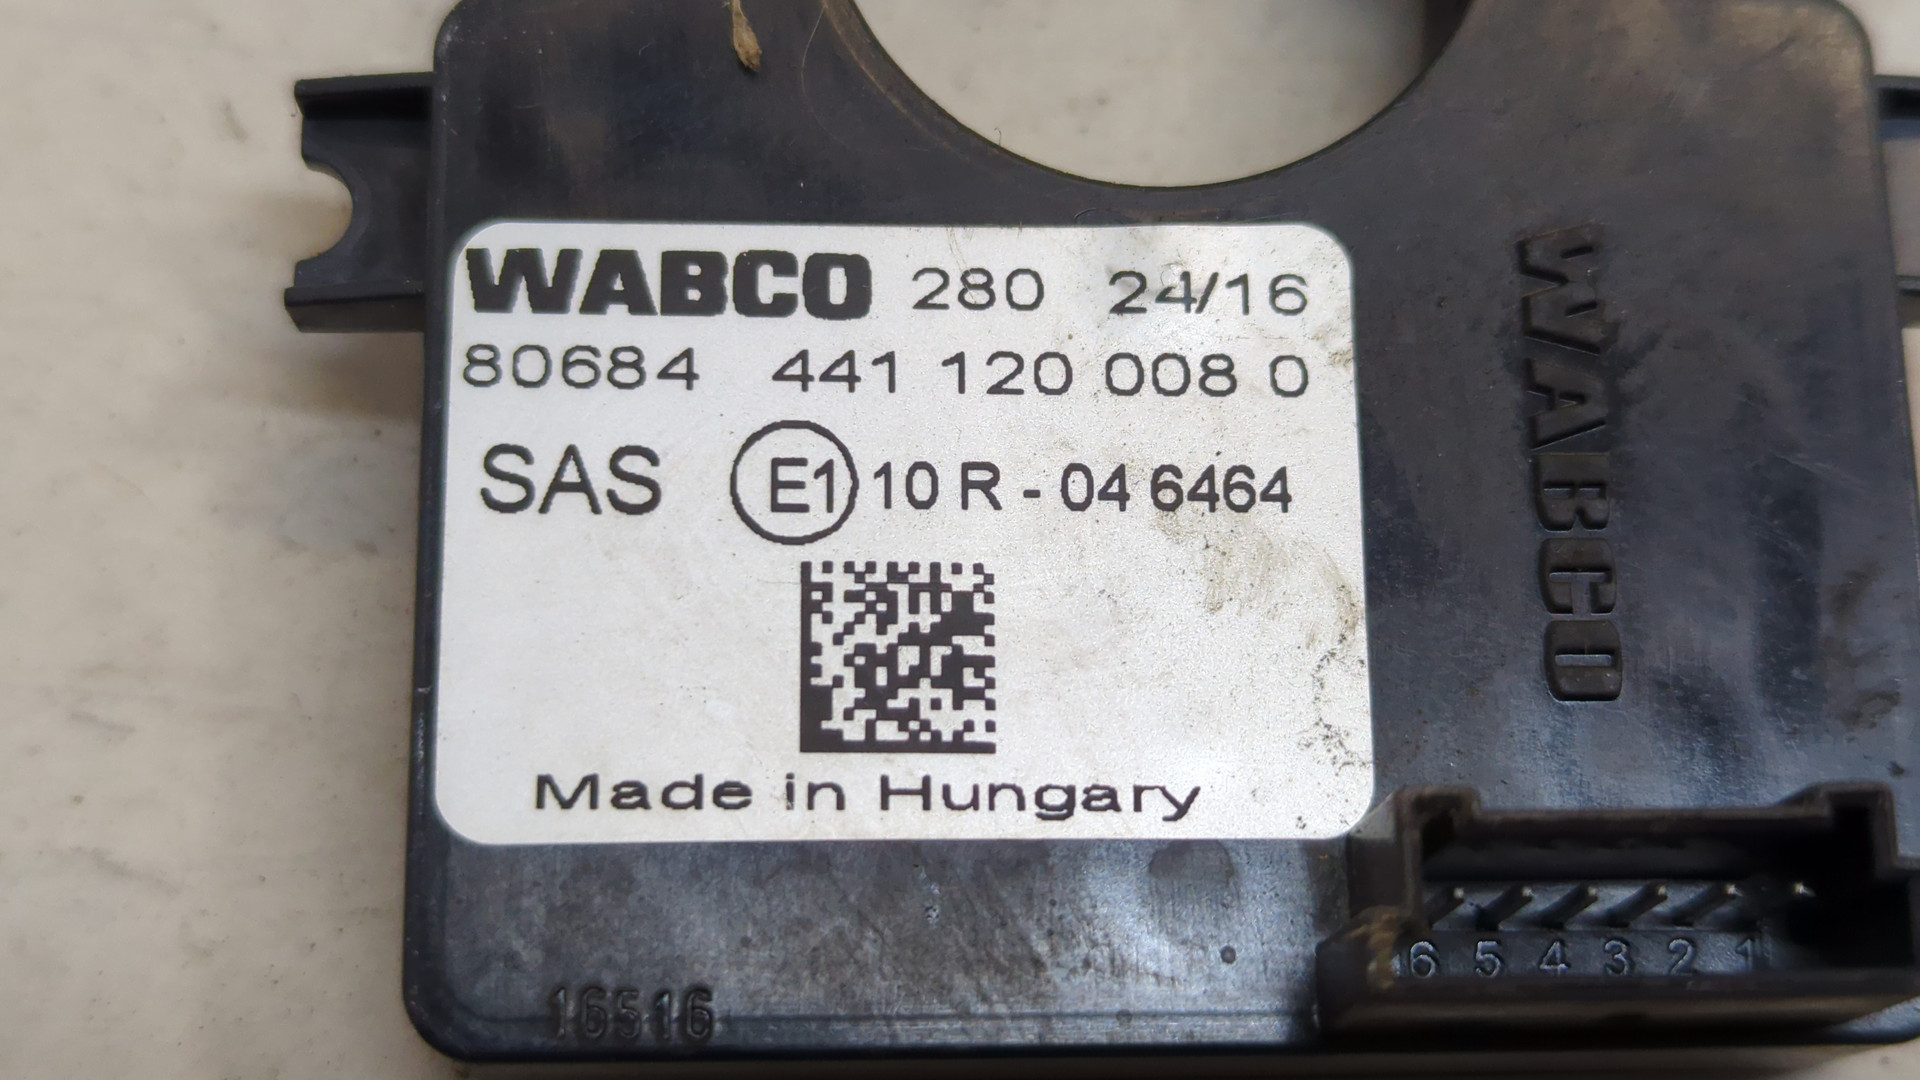 WABCO 280 24/16
80684 441 120 008 0
SAS E1 10 R - 04 6464
Made in Hungary
WABCO
6 5 4 3 2 1
16516